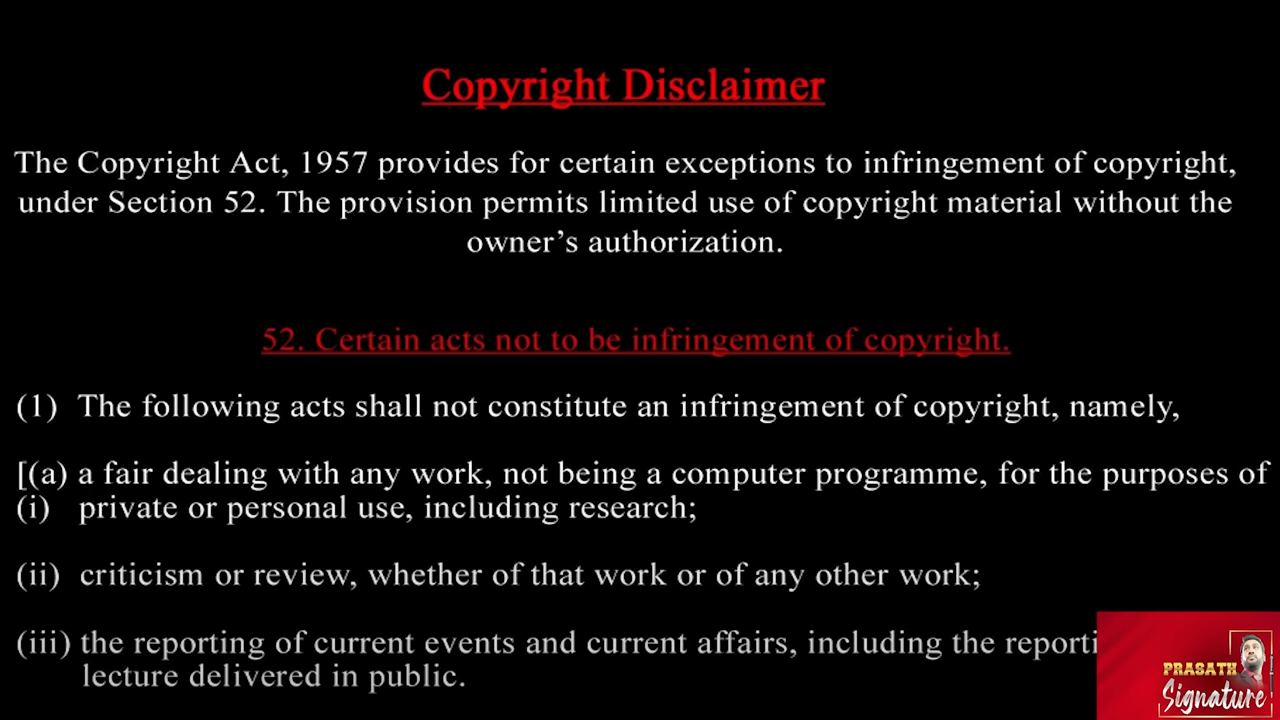 Copyright Disclaimer
The Copyright Act, 1957 provides for certain exceptions to infringement of copyright,
under Section 52. The provision permits limited use of copyright material without the
owner’s authorization.
52. Certain acts not to be infringement of copyright.
(1) The following acts shall not constitute an infringement of copyright, namely,
[(a) a fair dealing with any work, not being a computer programme, for the purposes of
(i) private or personal use, including research;
(ii) criticism or review, whether of that work or of any other work;
(iii) the reporting of current events and current affairs, including the
lecture delivered in public.
PRASATH
Signature